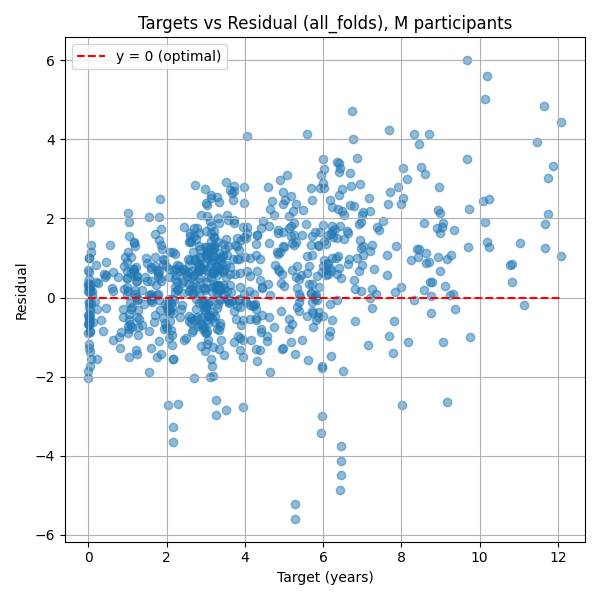 Targets vs Residual (all_folds), M participants
y = 0 (optimal)
6
4
2
0
−2
−4
−6
Residual
0 2 4 6 8 10 12
Target (years)